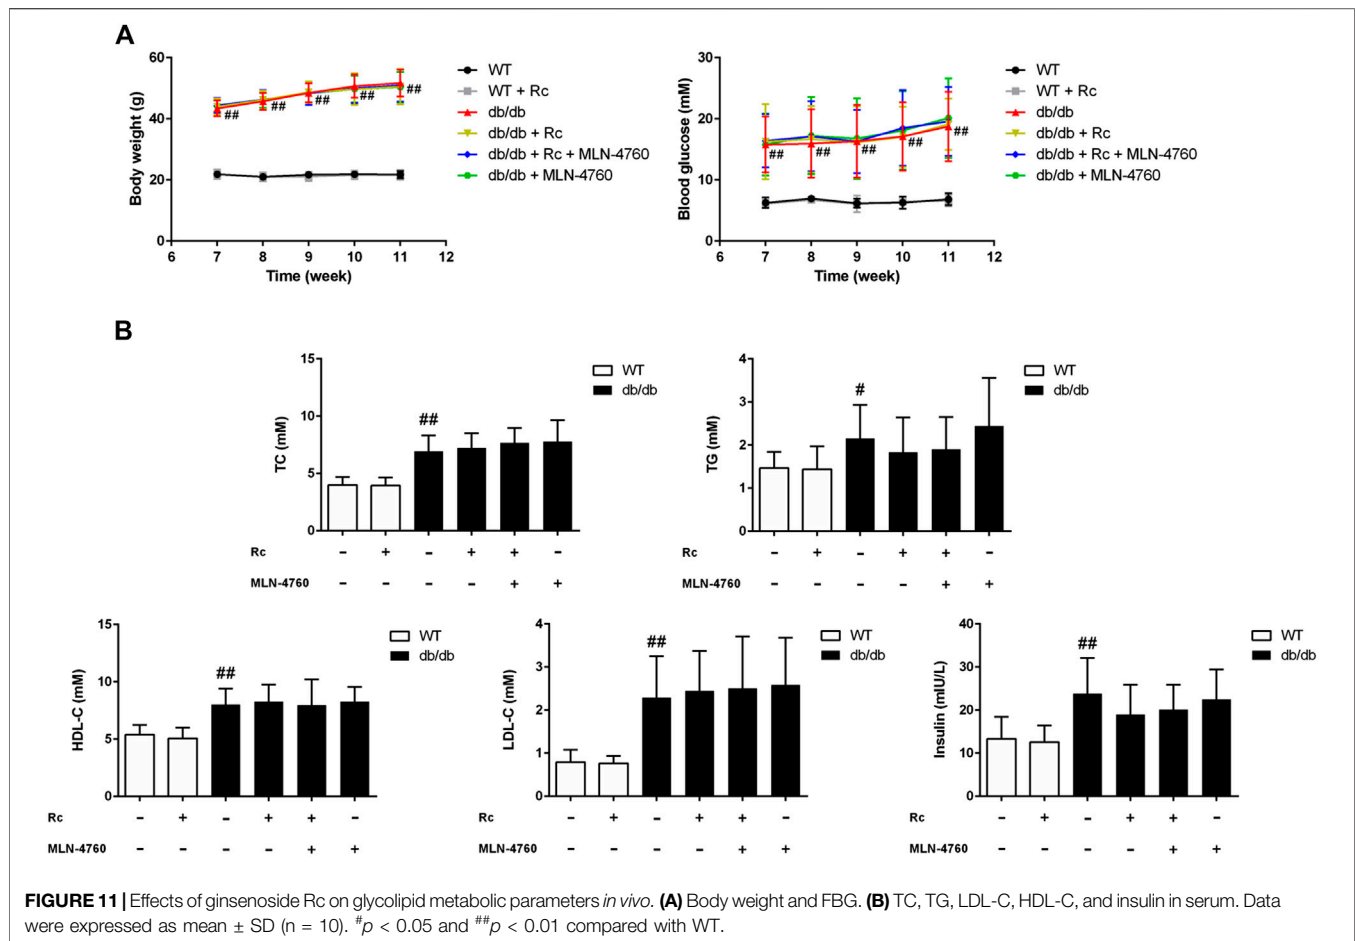 A
Body weight (g)
60
40
20
0
6 7 8 9 10 11 12
Time (week)
## ## ## ## ##
WT
WT + Rc
db/db
db/db + Rc
db/db + Rc + MLN-4760
db/db + MLN-4760
Blood glucose (mM)
30
20
10
0
6 7 8 9 10 11 12
Time (week)
## ## ## ## ##
WT
WT + Rc
db/db
db/db + Rc
db/db + Rc + MLN-4760
db/db + MLN-4760
B
TC (mM)
15
10
5
0
##
WT
db/db
Rc − + − + + −
MLN-4760 − − − − + +
TG (mM)
4
3
2
1
0
#
WT
db/db
− + − + + −
− − − − + +
HDL-C (mM)
15
10
5
0
##
WT
db/db
Rc − + − + + −
MLN-4760 − − − − + +
LDL-C (mM)
4
3
2
1
0
##
WT
db/db
Rc − + − + + −
MLN-4760 − − − − + +
Insulin (mIU/L)
40
30
20
10
0
##
WT
db/db
Rc − + − + + −
MLN-4760 − − − − + +
FIGURE 11 | Effects of ginsenoside Rc on glycolipid metabolic parameters in vivo. (A) Body weight and FBG. (B) TC, TG, LDL-C, HDL-C, and insulin in serum. Data
were expressed as mean ± SD (n = 10). #p < 0.05 and ##p < 0.01 compared with WT.